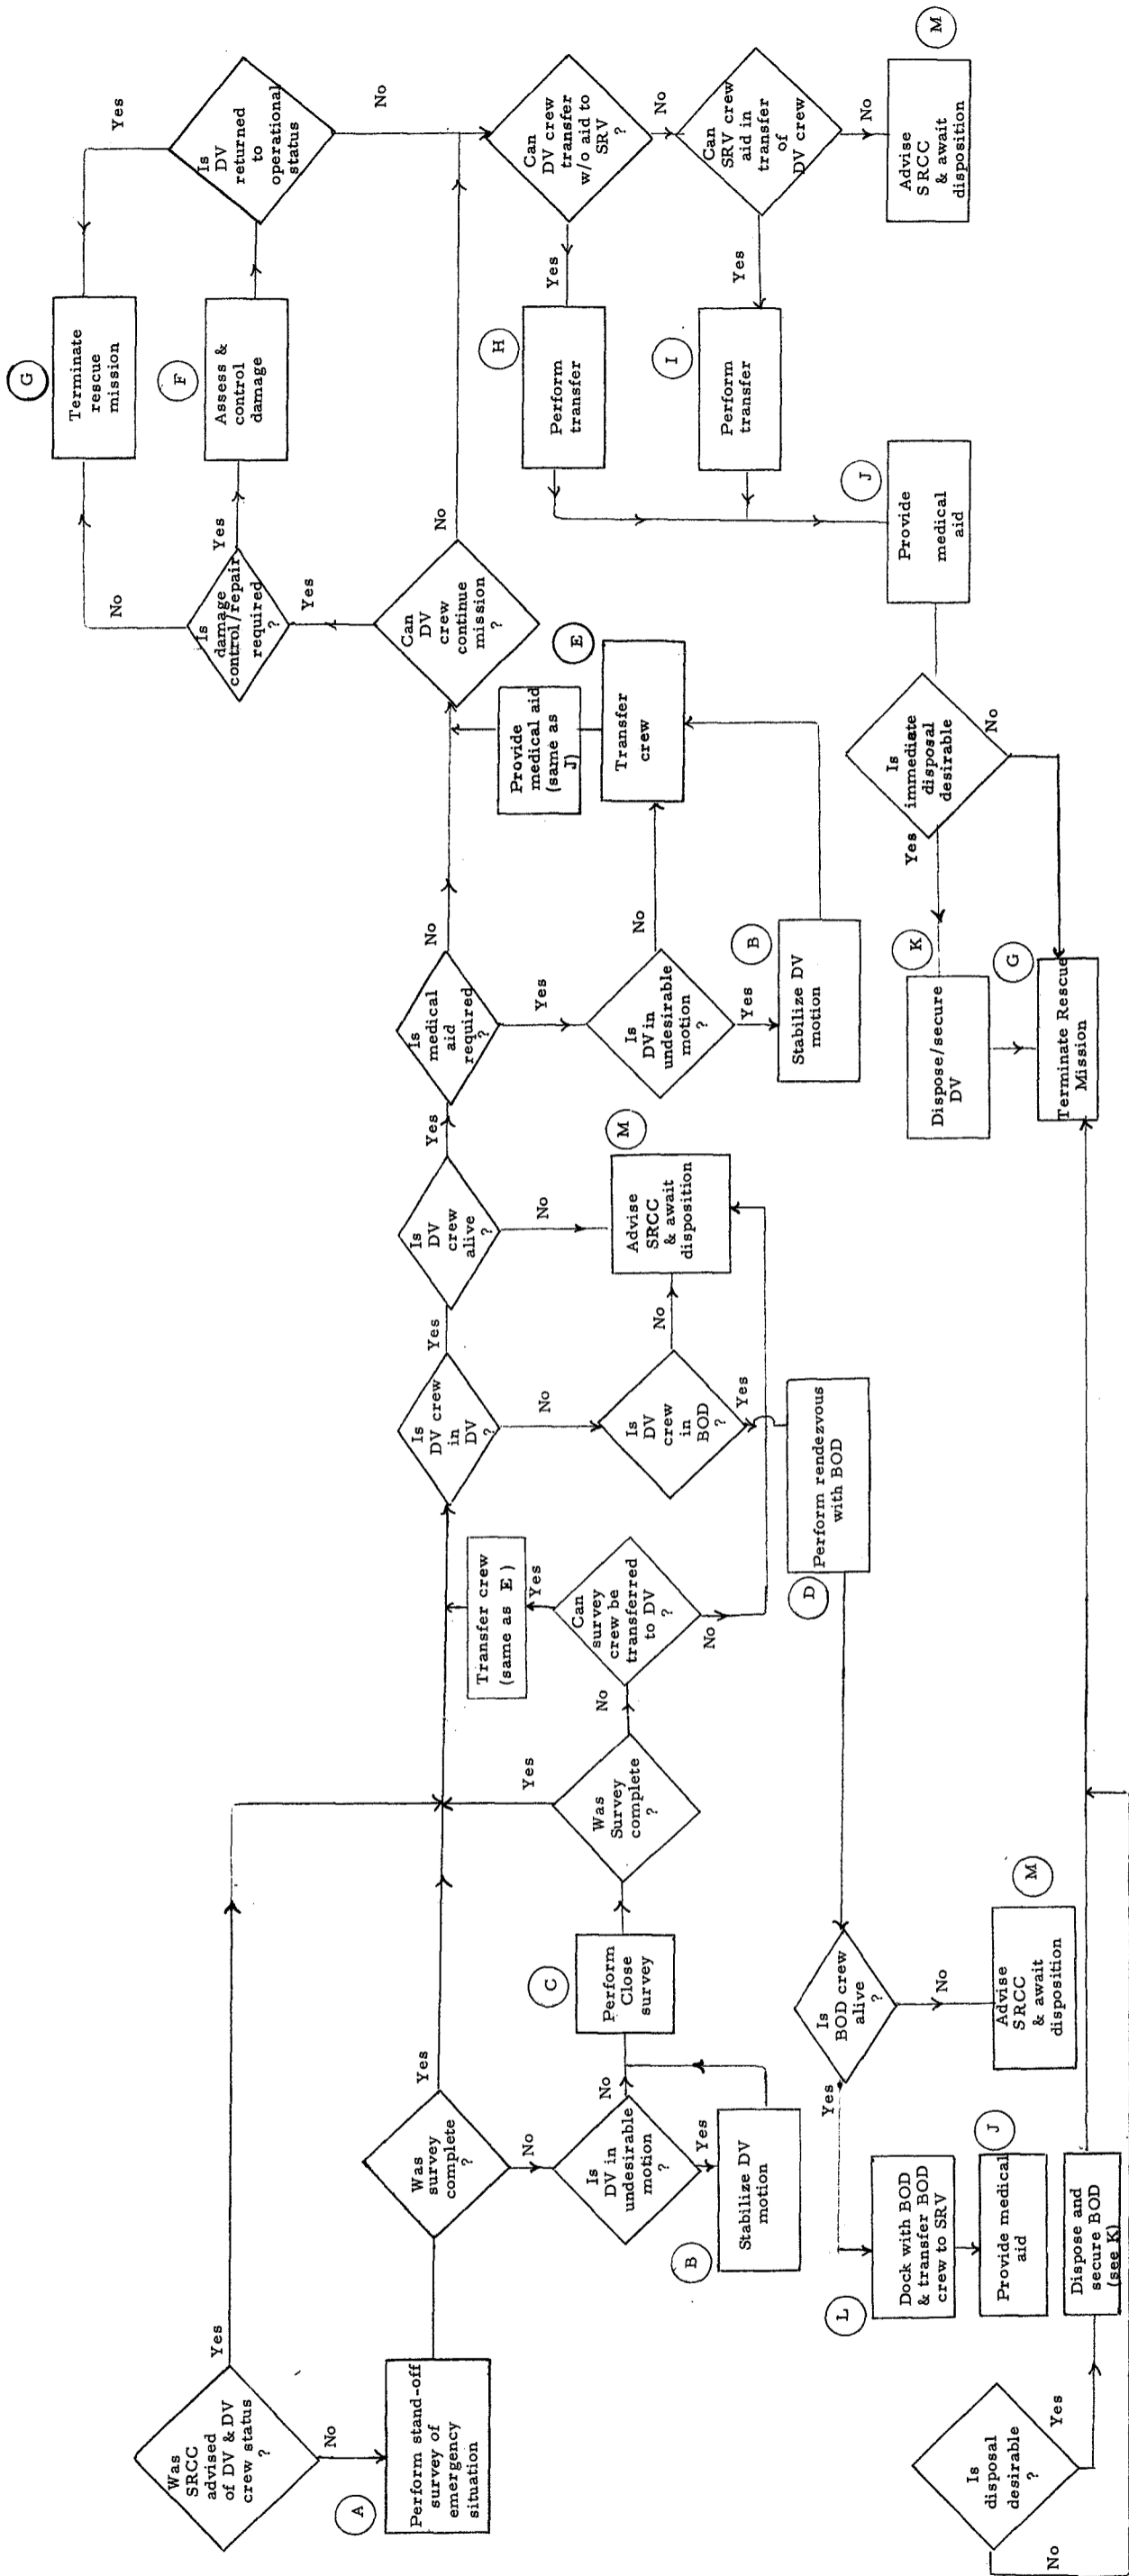 Was
SRCC
advised
of DV & DV
crew status
?
Yes
No
A
Perform stand-off
survey of
emergency
situation
Was
survey
complete
?
Yes
No
Is
DV in
undesirable
motion
?
No
Yes
B
Stabilize DV
motion
C
Perform
Close
survey
Was
Survey
complete
?
Yes
No
Can
survey
crew be
transferred
to DV
?
Yes
No
Transfer crew
(same as E )
Is
DV crew
in
DV
?
Yes
No
Is
DV
crew
in
BOD
?
No
Yes
D
Perform rendezvous
with BOD
Is
DV
crew
alive
?
Yes
No
M
Advise
SRCC
& await
disposition
Is
medical
aid
required
?
No
Yes
Is
DV in
undesirable
motion
?
No
Yes
B
Stabilize DV
motion
E
Transfer
crew
Provide
medical aid
(same as
J)
Can
DV
crew
continue
mission
?
Yes
No
Is
damage
control/repair
required
?
No
Yes
G
Terminate
rescue
mission
F
Assess &
control
damage
Is
DV
returned
to
operational
status
Yes
No
Can
DV crew
transfer
w/o aid to
SRV
?
Yes
No
H
Perform
transfer
Can
SRV crew
aid in
transfer
of
DV crew
Yes
No
I
Perform
transfer
M
Advise
SRCC
& await
disposition
J
Provide
medical
aid
Is
immediate
disposal
desirable
Yes
No
K
Dispose/secure
DV
G
Terminate Rescue
Mission
Is
BOD crew
alive
?
Yes
No
M
Advise
SRCC
& await
disposition
L
Dock with BOD
& transfer BOD
crew to SRV
J
Provide medical
aid
Is
disposal
desirable
?
Yes
No
Dispose and
secure BOD
(see K)